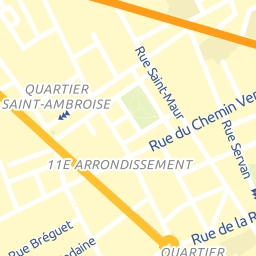 Rue Saint-Maur
QUARTIER
SAINT-AMBROISE
Rue du Chemin Ver
Rue Servan
11E ARRONDISSEMENT
Rue Bréguet
Rue de la R
QUARTIER